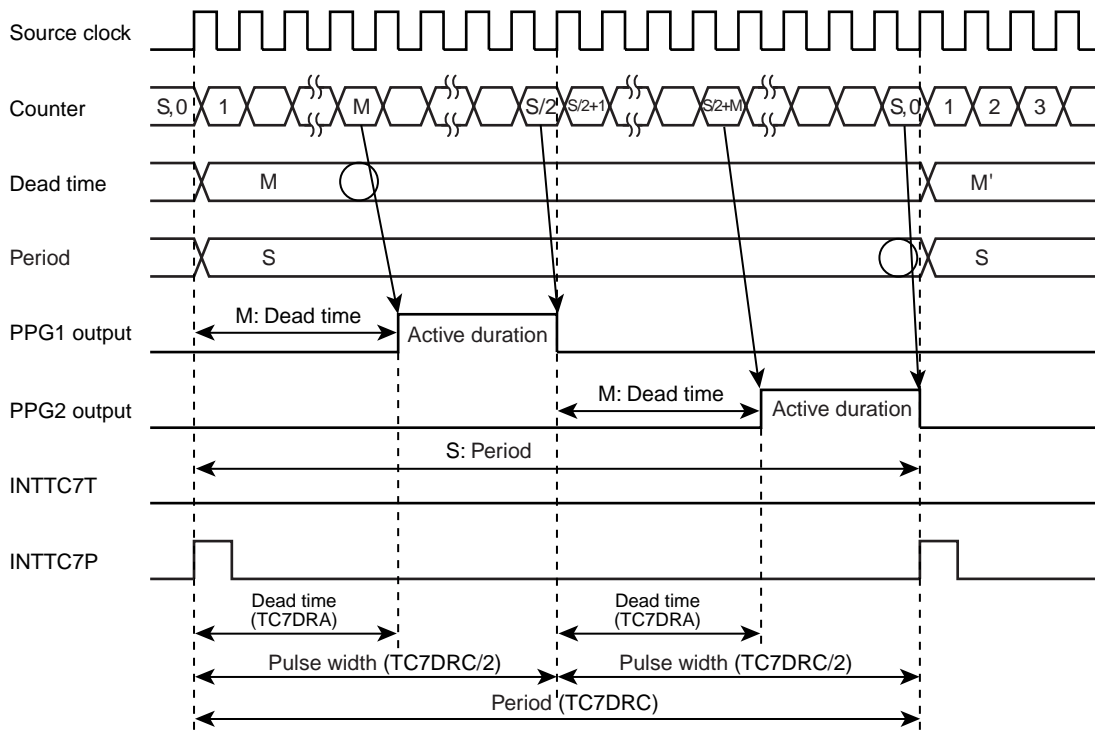 Source clock
Counter S,0 1 M S/2 S/2+1 S/2+M S,0 1 2 3
Dead time M M'
Period S S
M: Dead time
PPG1 output Active duration
M: Dead time
PPG2 output Active duration
S: Period
INTTC7T
INTTC7P
Dead time Dead time
(TC7DRA) (TC7DRA)
Pulse width (TC7DRC/2) Pulse width (TC7DRC/2)
Period (TC7DRC)